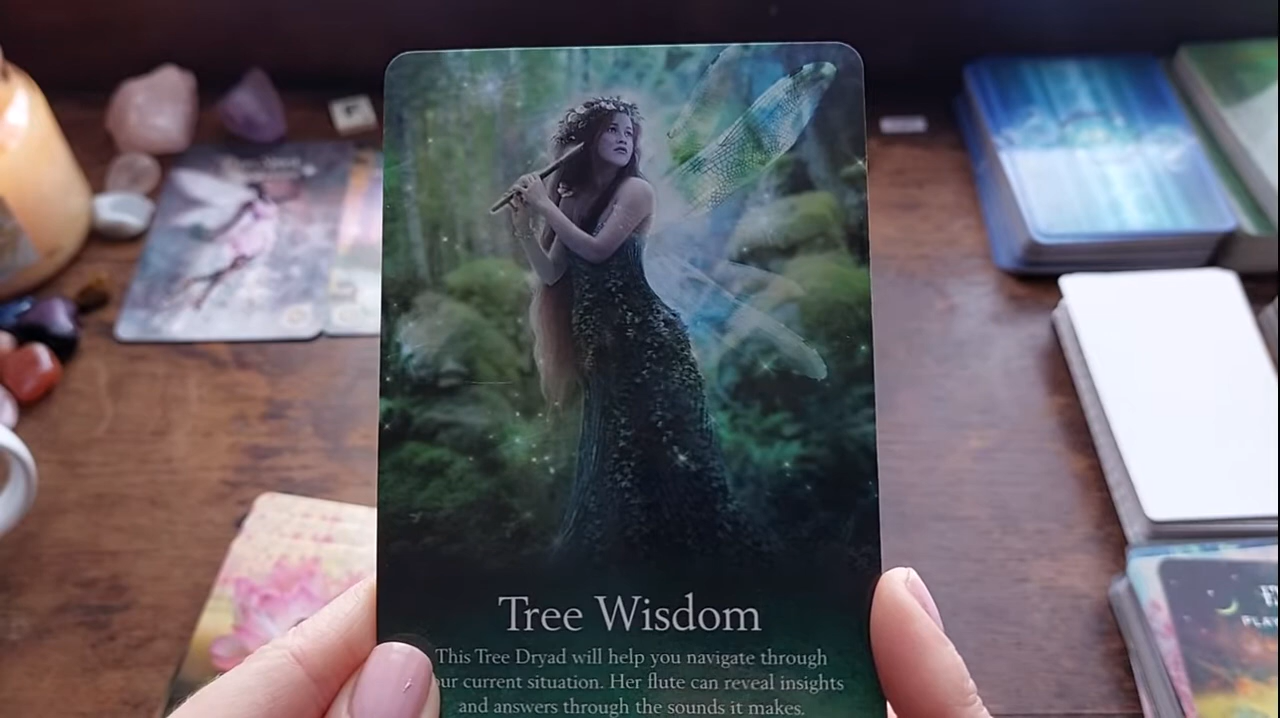 Tree Wisdom
This Tree Dryad will help you navigate through
ur current situation. Her flute can reveal insights
and answers through the sounds it makes.